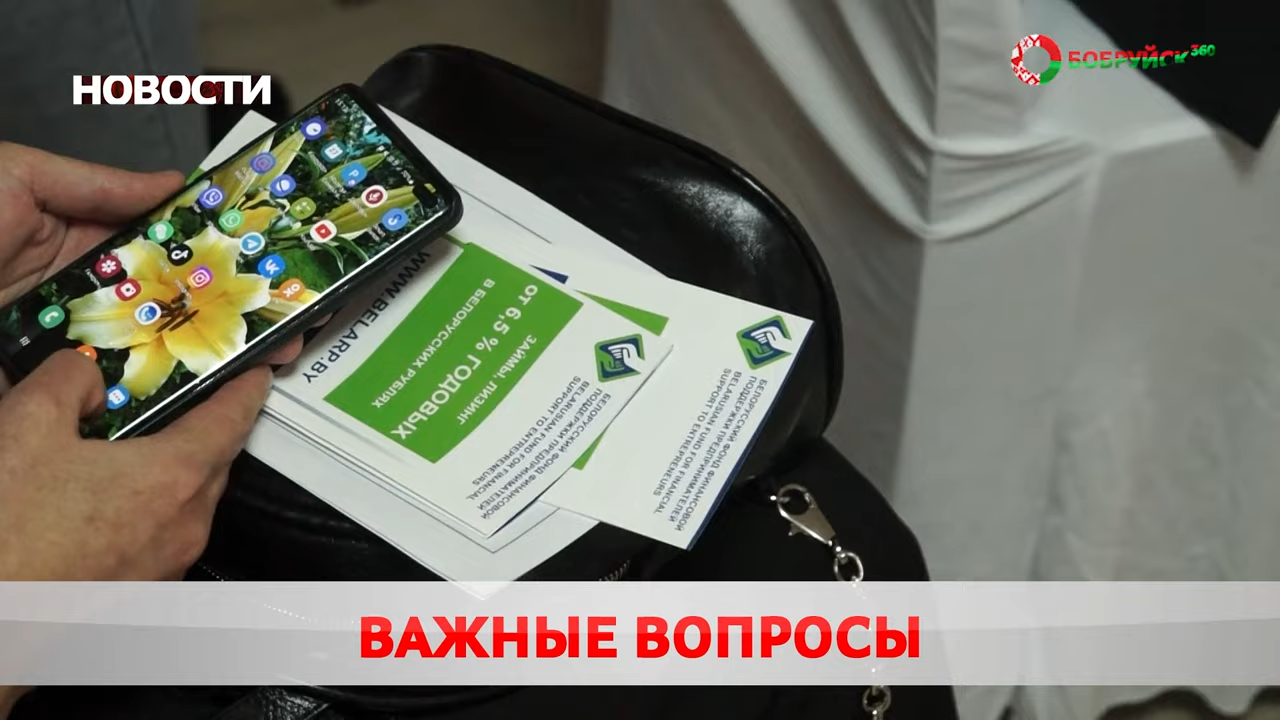 НОВОСТИ
БОБРУЙСК 360
WWW.BELARP.BY
ОТ 6,5 % ГОДОВЫХ
В БЕЛОРУССКИХ РУБЛЯХ
ЗАЙМЫ, ЛИЗИНГ
БЕЛОРУССКИЙ ФОНД ФИНАНСОВОЙ
ПОДДЕРЖКИ ПРЕДПРИНИМАТЕЛЕЙ
BELARUSIAN FUND FOR FINANCIAL
SUPPORT TO ENTREPRENEURS
БЕЛОРУССКИЙ ФОНД ФИНАНСОВОЙ
ПОДДЕРЖКИ ПРЕДПРИНИМАТЕЛЕЙ
BELARUSIAN FUND FOR FINANCIAL
SUPPORT TO ENTREPRENEURS
ВАЖНЫЕ ВОПРОСЫ